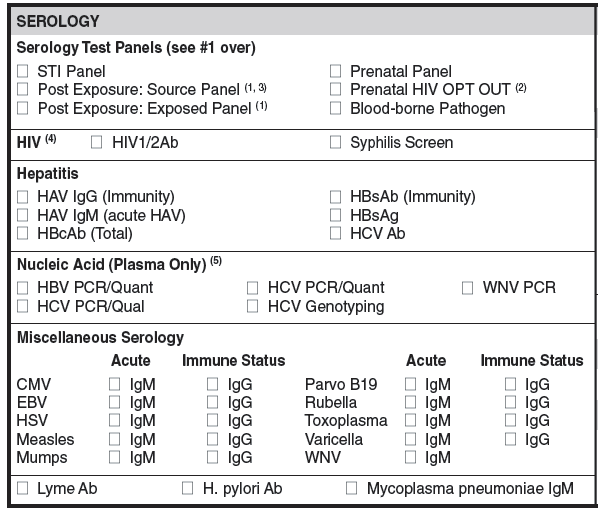 SEROLOGY
Serology Test Panels (see #1 over)
☐ STI Panel ☐ Prenatal Panel
☐ Post Exposure: Source Panel (1, 3) ☐ Prenatal HIV OPT OUT (2)
☐ Post Exposure: Exposed Panel (1) ☐ Blood-borne Pathogen
HIV (4) ☐ HIV1/2Ab ☐ Syphilis Screen
Hepatitis
☐ HAV IgG (Immunity) ☐ HBsAb (Immunity)
☐ HAV IgM (acute HAV) ☐ HBsAg
☐ HBcAb (Total) ☐ HCV Ab
Nucleic Acid (Plasma Only) (5)
☐ HBV PCR/Quant ☐ HCV PCR/Quant ☐ WNV PCR
☐ HCV PCR/Qual ☐ HCV Genotyping
Miscellaneous Serology
Acute Immune Status Acute Immune Status
CMV ☐ IgM ☐ IgG Parvo B19 ☐ IgM ☐ IgG
EBV ☐ IgM ☐ IgG Rubella ☐ IgM ☐ IgG
HSV ☐ IgM ☐ IgG Toxoplasma ☐ IgM ☐ IgG
Measles ☐ IgM ☐ IgG Varicella ☐ IgM ☐ IgG
Mumps ☐ IgM ☐ IgG WNV ☐ IgM
☐ Lyme Ab ☐ H. pylori Ab ☐ Mycoplasma pneumoniae IgM